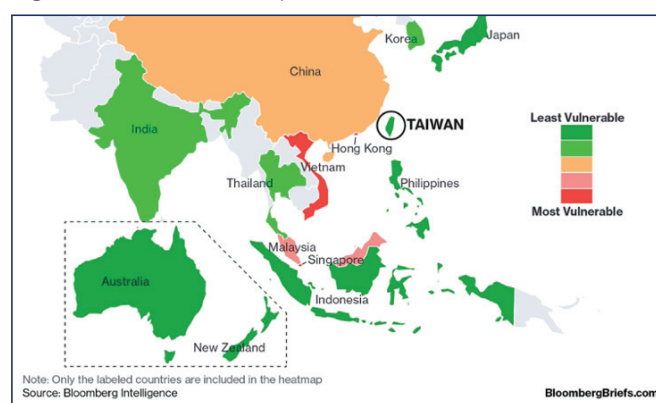 Japan
Korea
China
TAIWAN
Least Vulnerable
India
Hong Kong
Vietnam
Thailand
Philippines
Most Vulnerable
Malaysia
Singapore
Australia
Indonesia
New Zealand
Note: Only the labeled countries are included in the heatmap
Source: Bloomberg Intelligence
BloombergBriefs.com